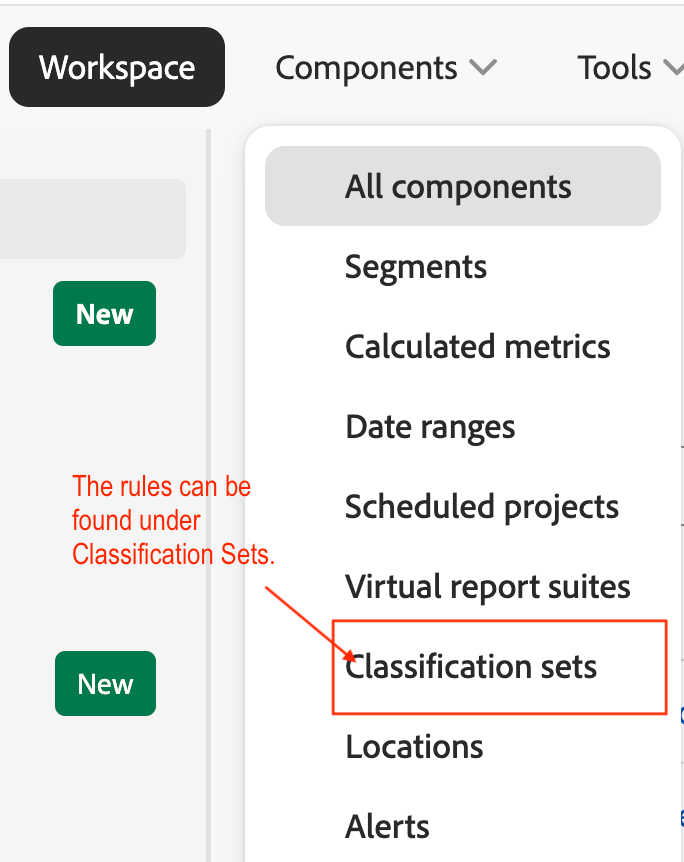 Workspace
Components
Tools
All components
Segments
New
Calculated metrics
Date ranges
The rules can be
found under
Classification Sets.
Scheduled projects
Virtual report suites
Classification sets
New
Locations
Alerts